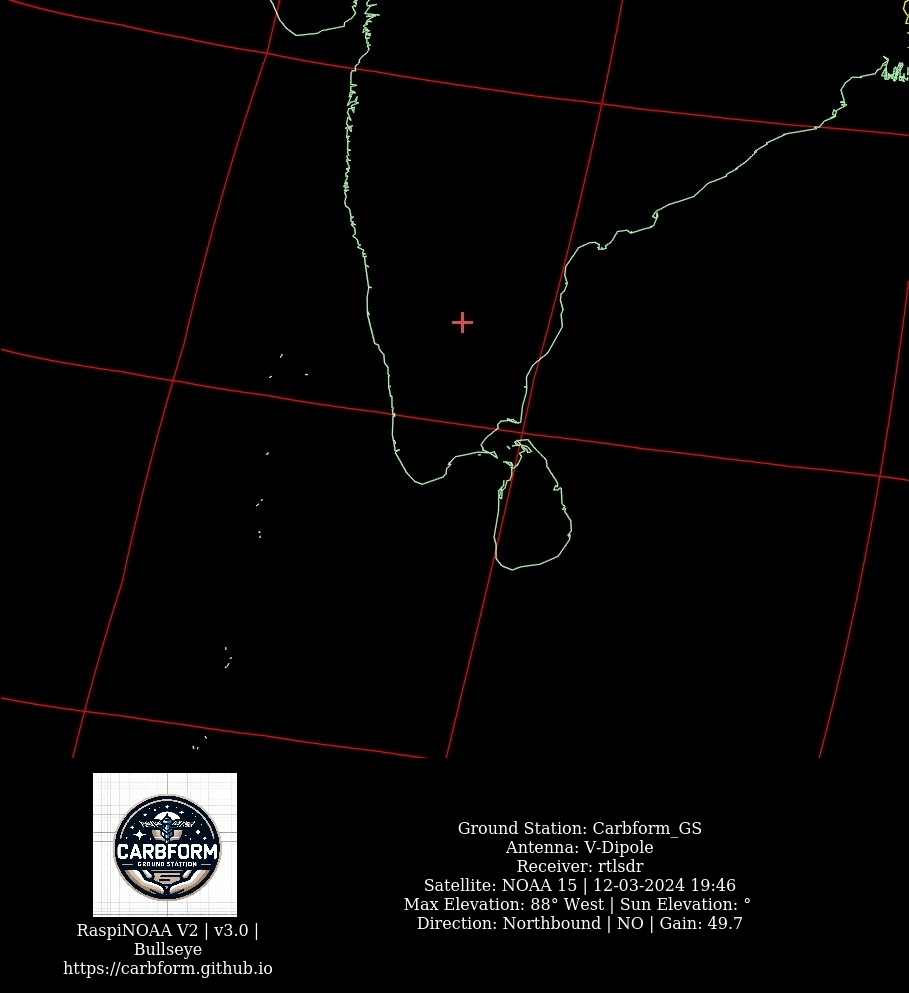 CARBFORM
GROUND STATION
RaspiNOAA V2 | v3.0 |
Bullseye
https://carbform.github.io
Ground Station: Carbform_GS
Antenna: V-Dipole
Receiver: rtlsdr
Satellite: NOAA 15 | 12-03-2024 19:46
Max Elevation: 88° West | Sun Elevation: °
Direction: Northbound | NO | Gain: 49.7